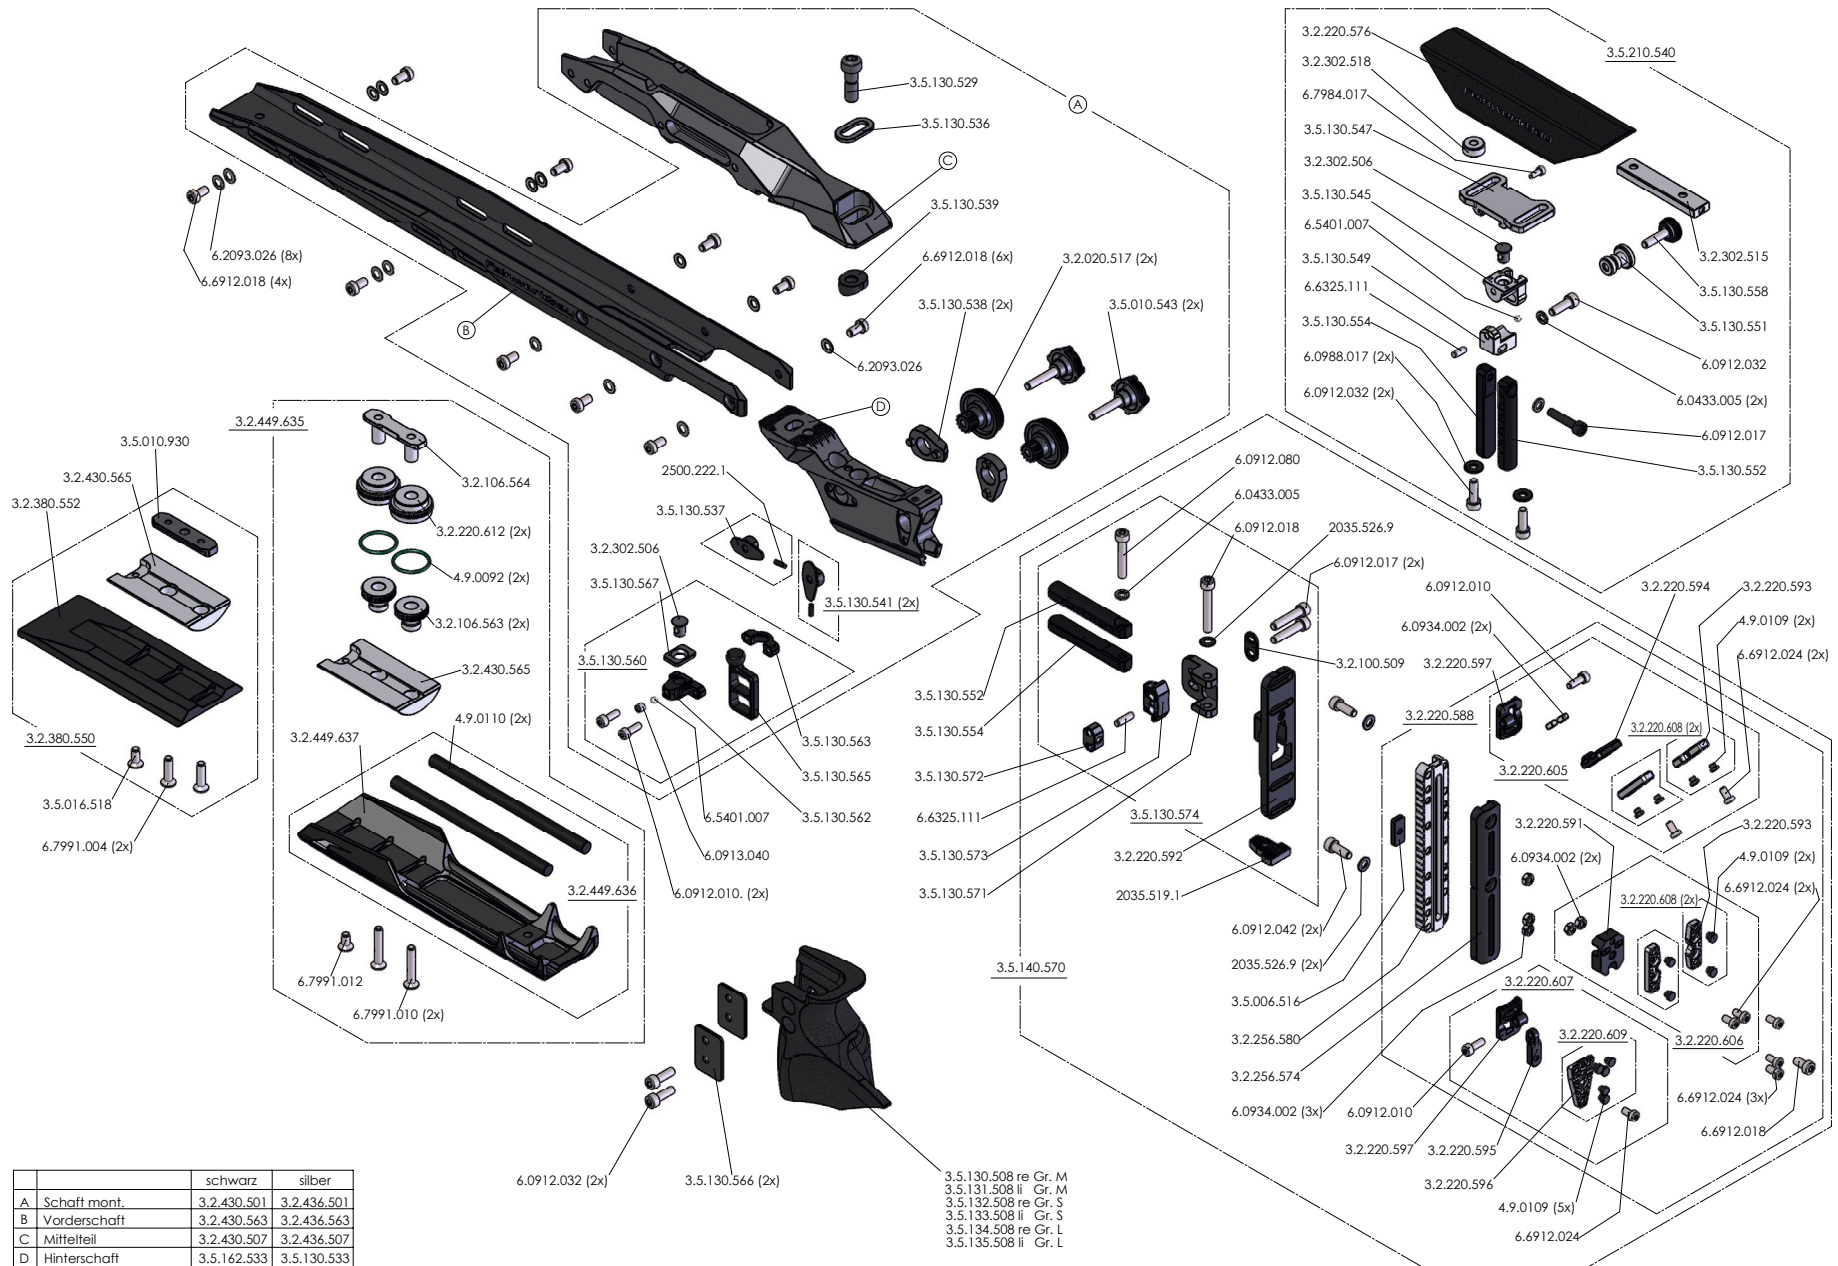 3.5.130.529
3.5.130.536
A
C
3.5.130.539
6.6912.018 (6x)
3.2.020.517 (2x)
3.5.130.538 (2x)
3.5.010.543 (2x)
6.2093.026 (8x)
6.6912.018 (4x)
B
6.2093.026
D
3.2.220.576
3.5.210.540
3.2.302.518
6.7984.017
3.5.130.547
3.2.302.506
3.5.130.545
6.5401.007
3.5.130.549
6.6325.111
3.5.130.554
6.0988.017 (2x)
6.0912.032 (2x)
3.2.302.515
3.5.130.558
3.5.130.551
6.0912.032
6.0433.005 (2x)
6.0912.017
3.5.130.552
3.2.449.635
3.5.010.930
3.2.430.565
3.2.380.552
3.2.106.564
3.2.220.612 (2x)
4.9.0092 (2x)
3.2.106.563 (2x)
3.2.430.565
3.2.380.550
3.5.016.518
6.7991.004 (2x)
4.9.0110 (2x)
3.2.449.637
3.2.449.636
6.7991.012
6.7991.010 (2x)
2500.222.1
3.5.130.537
3.2.302.506
3.5.130.567
3.5.130.541 (2x)
3.5.130.560
3.5.130.563
3.5.130.565
3.5.130.562
6.5401.007
6.0913.040
6.0912.010. (2x)
6.0912.080
6.0433.005
6.0912.018
2035.526.9
6.0912.017 (2x)
3.2.100.509
3.5.130.552
3.5.130.554
3.5.130.572
6.6325.111
3.5.130.573
3.5.130.571
3.5.130.574
3.2.220.592
2035.519.1
3.5.140.570
6.0912.010
3.2.220.594
3.2.220.593
6.0934.002 (2x)
4.9.0109 (2x)
3.2.220.597
6.6912.024 (2x)
3.2.220.588
3.2.220.608 (2x)
3.2.220.605
3.2.220.591
3.2.220.593
6.0934.002 (2x)
4.9.0109 (2x)
6.6912.024 (2x)
3.2.220.608 (2x)
6.0912.042 (2x)
2035.526.9 (2x)
3.5.006.516
3.2.256.580
3.2.256.574
6.0934.002 (3x)
3.2.220.607
3.2.220.609
3.2.220.606
6.0912.010
3.2.220.597
3.2.220.595
3.2.220.596
4.9.0109 (5x)
6.6912.024
6.6912.024 (3x)
6.6912.018
6.0912.032 (2x)
3.5.130.566 (2x)
3.5.130.508 re Gr. M
3.5.131.508 li Gr. M
3.5.132.508 re Gr. S
3.5.133.508 li Gr. S
3.5.134.508 re Gr. L
3.5.135.508 li Gr. L
schwarz silber
A Schaft mont. 3.2.430.501 3.2.436.501
B Vorderschaft 3.2.430.563 3.2.436.563
C Mittelteil 3.2.430.507 3.2.436.507
D Hinterschaft 3.5.162.533 3.5.130.533